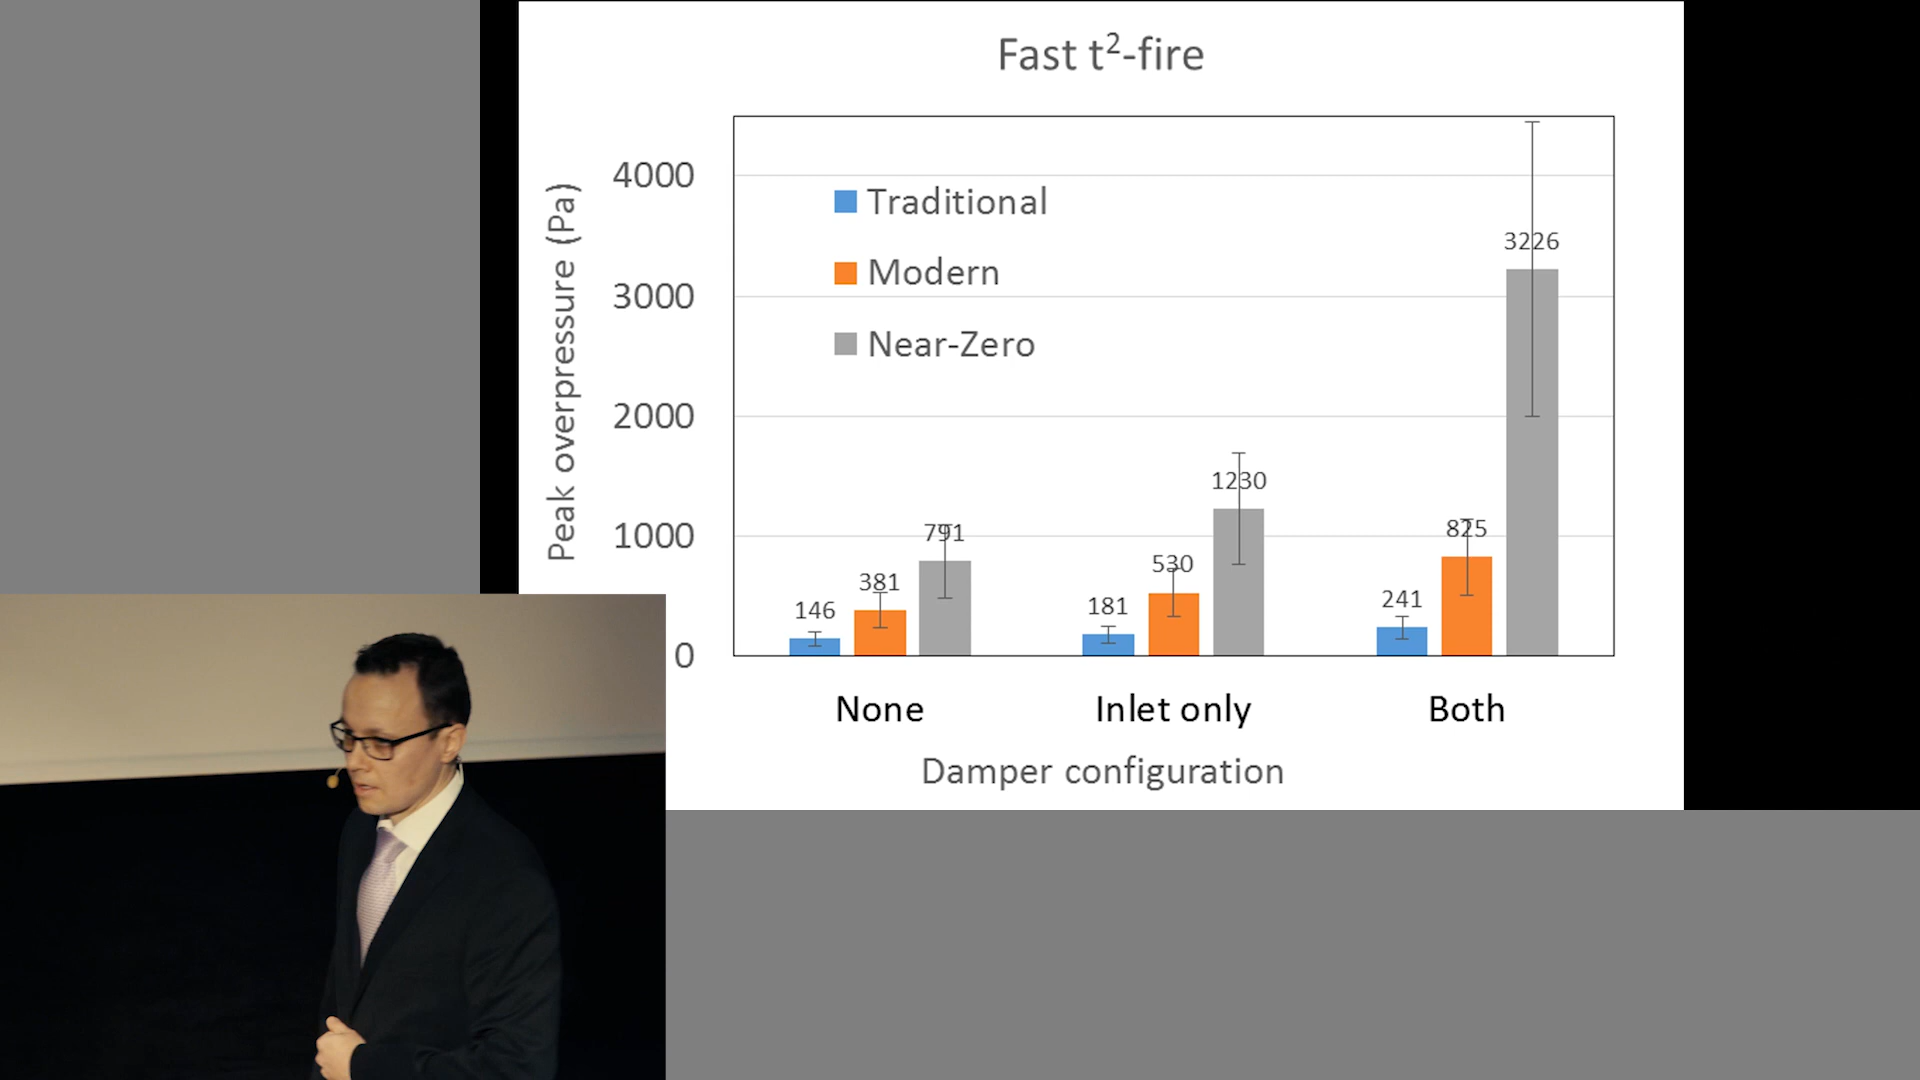 Fast t²-fire
Peak overpressure (Pa)
4000
3000
2000
1000
0
Traditional
Modern
Near-Zero
146
381
791
181
530
1230
241
825
3226
None
Inlet only
Both
Damper configuration